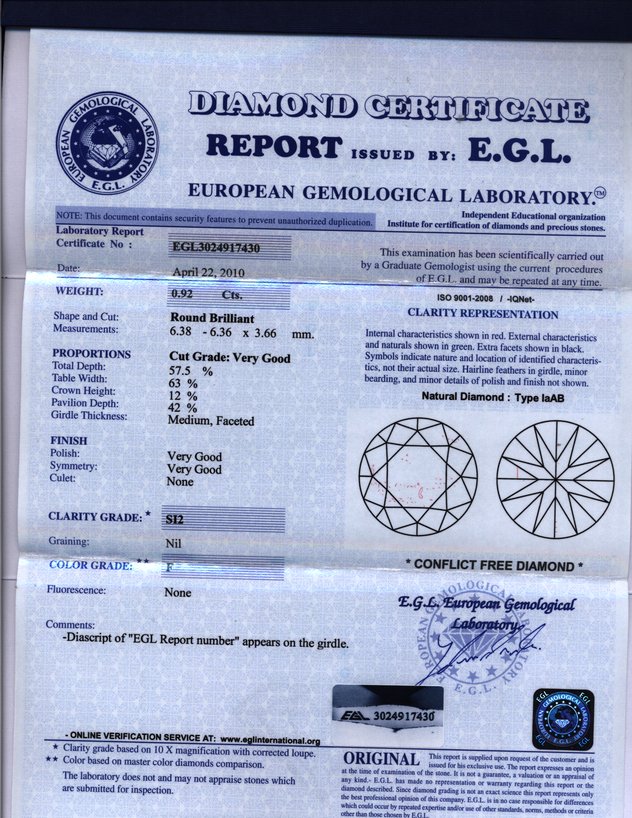 EUROPEAN GEMOLOGICAL LABORATORY
E.G.L.
DIAMOND CERTIFICATE
REPORT ISSUED BY: E.G.L.
EUROPEAN GEMOLOGICAL LABORATORY.™
NOTE: This document contains security features to prevent unauthorized duplication.
Independent Educational organization
Institute for certification of diamonds and precious stones.
Laboratory Report
Certificate No : EGL3024917430
Date: April 22, 2010
This examination has been scientifically carried out
by a Graduate Gemologist using the current procedures
of E.G.L. and may be repeated at any time.
WEIGHT: 0.92 Cts.
Shape and Cut: Round Brilliant
Measurements: 6.38 - 6.36 x 3.66 mm.
PROPORTIONS Cut Grade: Very Good
Total Depth: 57.5 %
Table Width: 63 %
Crown Height: 12 %
Pavilion Depth: 42 %
Girdle Thickness: Medium, Faceted
FINISH
Polish: Very Good
Symmetry: Very Good
Culet: None
CLARITY GRADE: * SI2
Graining: Nil
COLOR GRADE: ** F
Fluorescence: None
Comments:
-Diascript of "EGL Report number" appears on the girdle.
ISO 9001-2008 / -IQNet-
CLARITY REPRESENTATION
Internal characteristics shown in red. External characteristics
and naturals shown in green. Extra facets shown in black.
Symbols indicate nature and location of identified characteris-
tics, not their actual size. Hairline feathers in girdle, minor
bearding, and minor details of polish and finish not shown.
Natural Diamond : Type IaAB
* CONFLICT FREE DIAMOND *
E.G.L. European Gemological
Laboratory
EUROPEAN GEMOLOGICAL LABORATORY
E.G.L.
EGL 3024917430
EGL EGL
EGL EGL
- ONLINE VERIFICATION SERVICE AT: www.eglinternational.org
* Clarity grade based on 10 X magnification with corrected loupe.
** Color based on master color diamonds comparison.
The laboratory does not and may not appraise stones which
are submitted for inspection.
ORIGINAL This report is supplied upon request of the customer and is
issued for his exclusive use. The report expresses an opinion
at the time of examination of the stone. It is not a guarantee, a valuation or an appraisal of
any kind.- E.G.L. has made no representation or warranty regarding this report or the
diamond described. Since diamond grading is not an exact science this report represents only
the best professional opinion of this company. E.G.L. is in no case responsible for differences
which could occur by repeated expertise and/or use of other standards, norms, methods or criteria
other than those chosen by E.G.L.